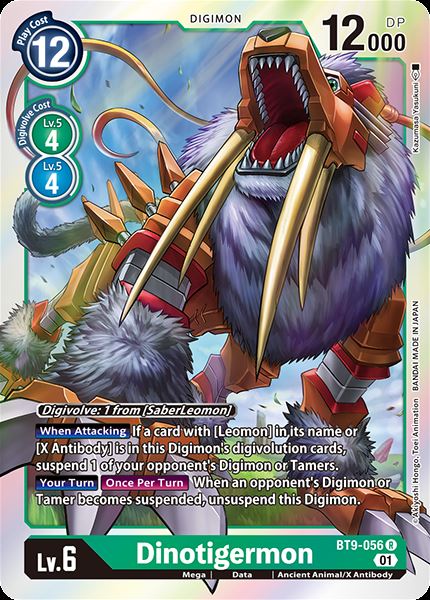 Play Cost
12
DIGIMON
12000
DP
Digivolve Cost
Lv.5
4
Lv.5
4
Kazumasa Yasukuni
©Akiyoshi Hongo, Toei Animation BANDAI MADE IN JAPAN
Digivolve: 1 from [SaberLeomon]
When Attacking If a card with [Leomon] in its name or
[X Antibody] is in this Digimon's digivolution cards,
suspend 1 of your opponent's Digimon or Tamers.
Your Turn Once Per Turn When an opponent's Digimon or
Tamer becomes suspended, unsuspend this Digimon.
Lv.6
Dinotigermon
BT9-056 R
01
Mega Data Ancient Animal/X Antibody